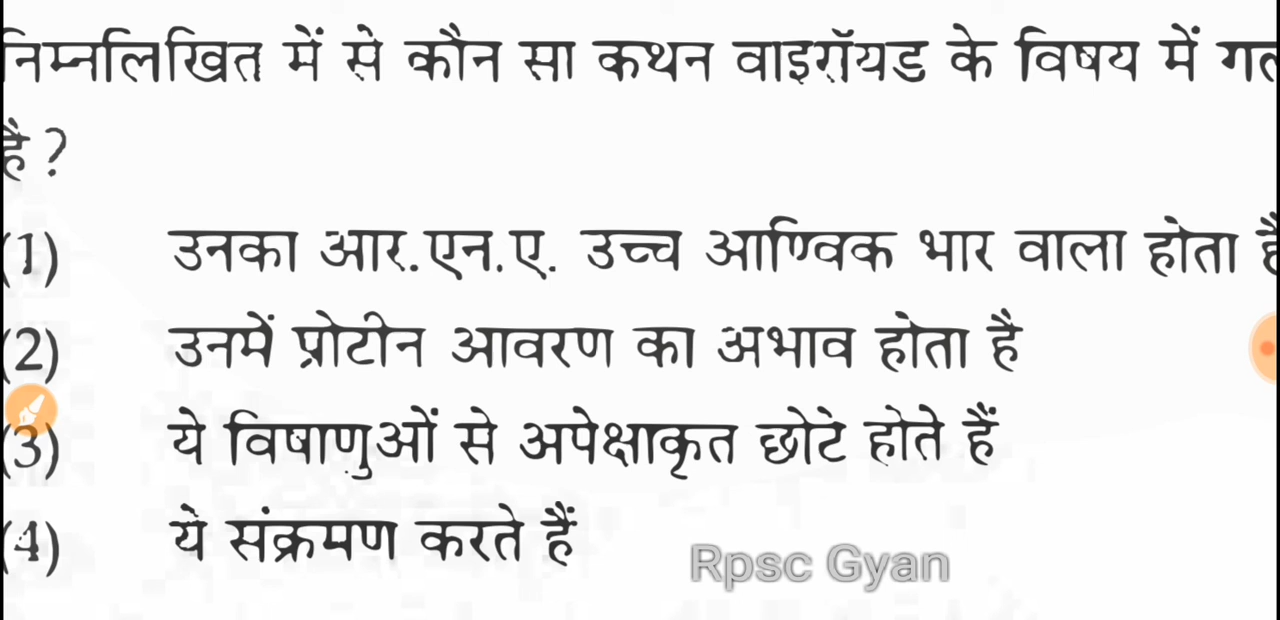 निम्नलिखित में से कौन सा कथन वाइरॉयड के विषय में
है ?
(1) उनका आर.एन.ए. उच्च आण्विक भार वाला होता है
(2) उनमें प्रोटीन आवरण का अभाव होता है
(3) ये विषाणुओं से अपेक्षाकृत छोटे होते हैं
(4) ये संक्रमण करते हैं
Rpsc Gyan